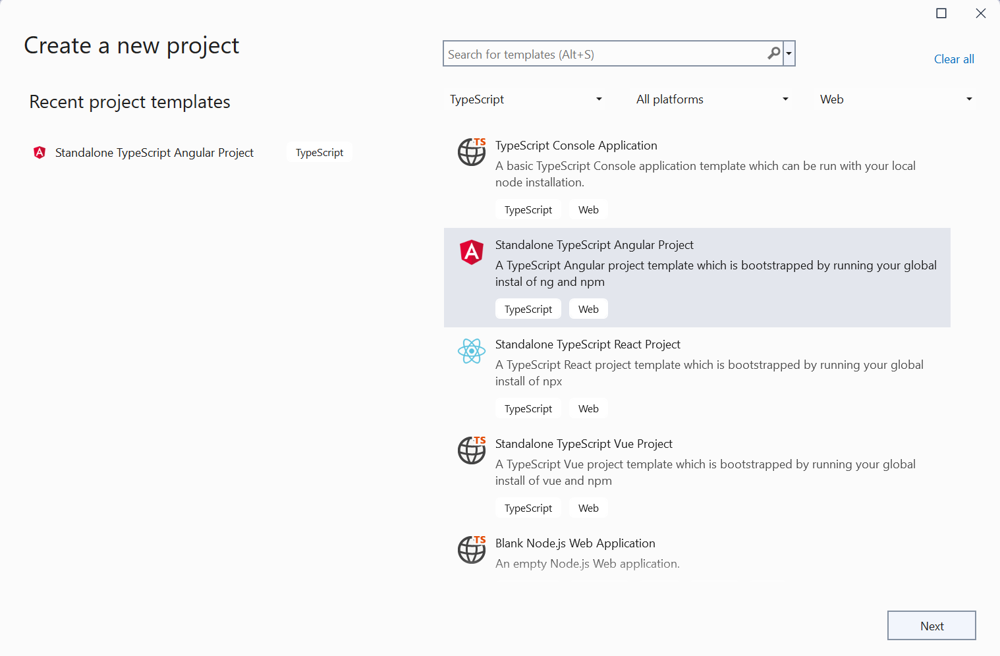 Create a new project
Search for templates (Alt+S)
Clear all
Recent project templates
TypeScript
All platforms
Web
Standalone TypeScript Angular Project
TypeScript
TS
TypeScript Console Application
A basic TypeScript Console application template which can be run with your local
node installation.
TypeScript
Web
A
Standalone TypeScript Angular Project
A TypeScript Angular project template which is bootstrapped by running your global
instal of ng and npm
TypeScript
Web
Standalone TypeScript React Project
A TypeScript React project template which is bootstrapped by running your global
install of npx
TypeScript
Web
TS
Standalone TypeScript Vue Project
A TypeScript Vue project template which is bootstrapped by running your global
install of vue and npm
TypeScript
Web
TS
Blank Node.js Web Application
An empty Node.js Web application.
Next